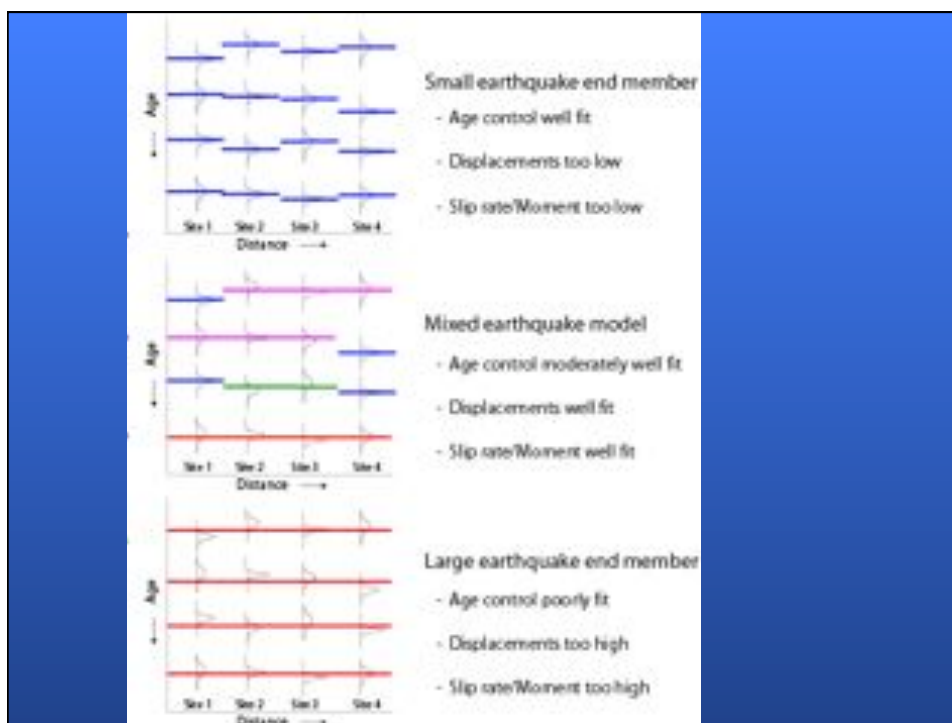 Age
Small earthquake end member
- Age control well fit
- Displacements too low
- Slip rate/Moment too low
Site 1 Site 2 Site 3 Site 4
Distance
Age
Mixed earthquake model
- Age control moderately well fit
- Displacements well fit
- Slip rate/Moment well fit
Site 1 Site 2 Site 3 Site 4
Distance
Age
Large earthquake end member
- Age control poorly fit
- Displacements too high
- Slip rate/Moment too high
Site 1 Site 2 Site 3 Site 4
Distance